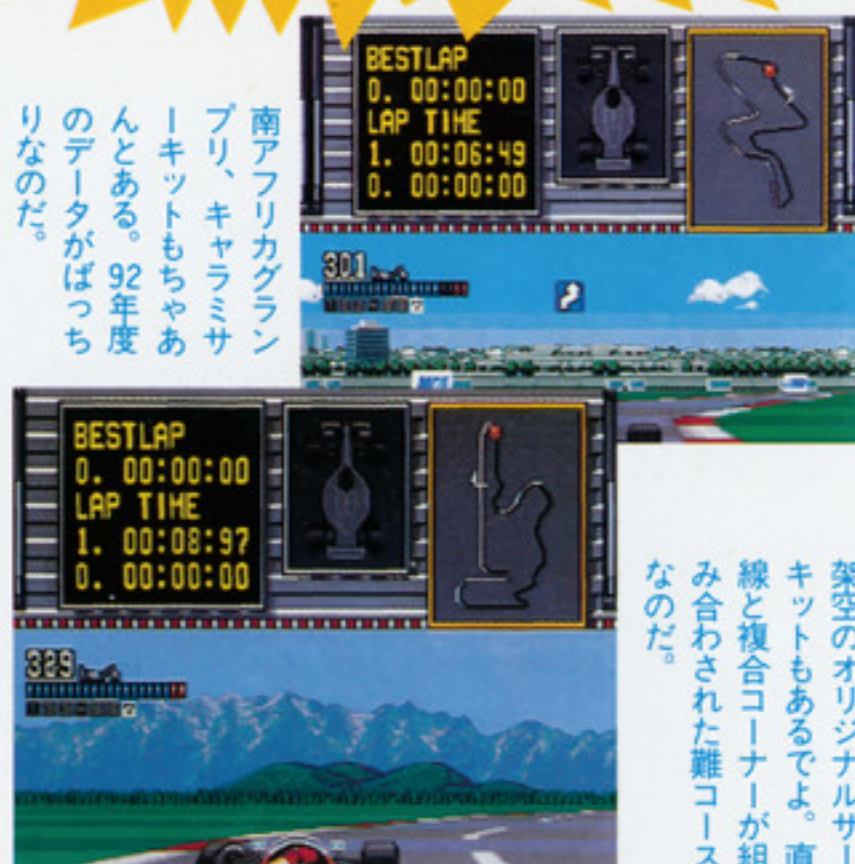 南アフリカグラン
プリ、キャラミサ
ーキットもちゃあ
んとある。92年度
のデータがばっち
りなのだ。
BESTLAP
0. 00:00:00
LAP TIME
1. 00:06:49
0. 00:00:00
301
BESTLAP
0. 00:00:00
LAP TIME
1. 00:08:97
0. 00:00:00
329
架空のオリジナルサー
キットもあるでよ。直
線と複合コーナーが組
み合わされた難コース
なのだ。